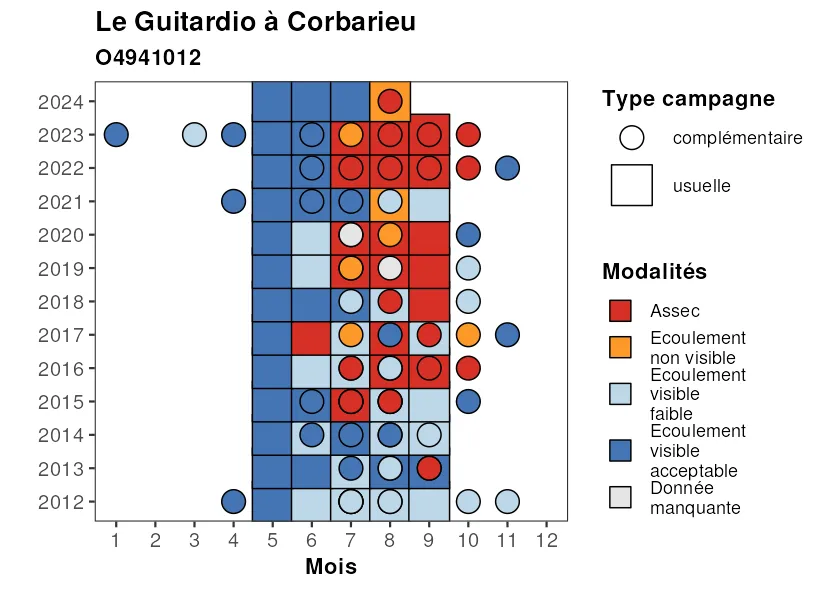 Le Guitardio à Corbarieu
O4941012
2024
2023
2022
2021
2020
2019
2018
2017
2016
2015
2014
2013
2012
1 2 3 4 5 6 7 8 9 10 11 12
Mois
Type campagne
complémentaire
usuelle
Modalités
Assec
Ecoulement
non visible
Ecoulement
visible
faible
Ecoulement
visible
acceptable
Donnée
manquante